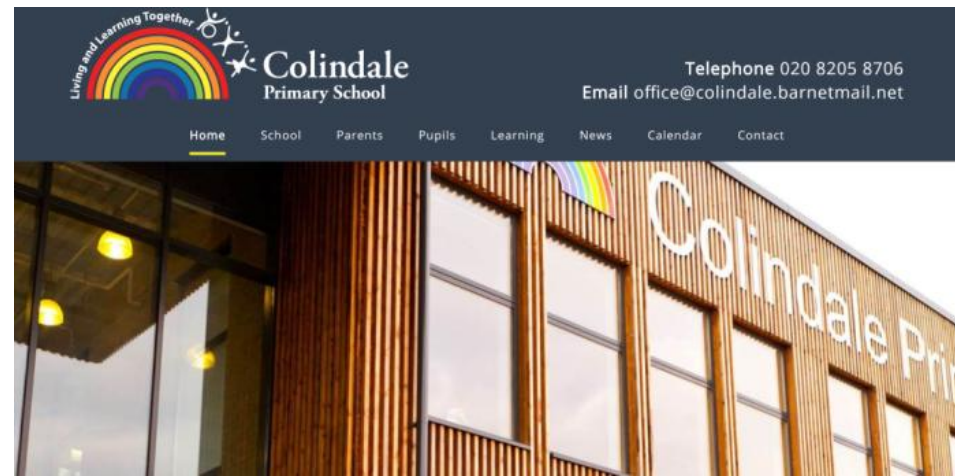 Living and Learning Together
Colindale
Primary School
Telephone 020 8205 8706
Email office@colindale.barnetmail.net
Home School Parents Pupils Learning News Calendar Contact
Colindale Pri